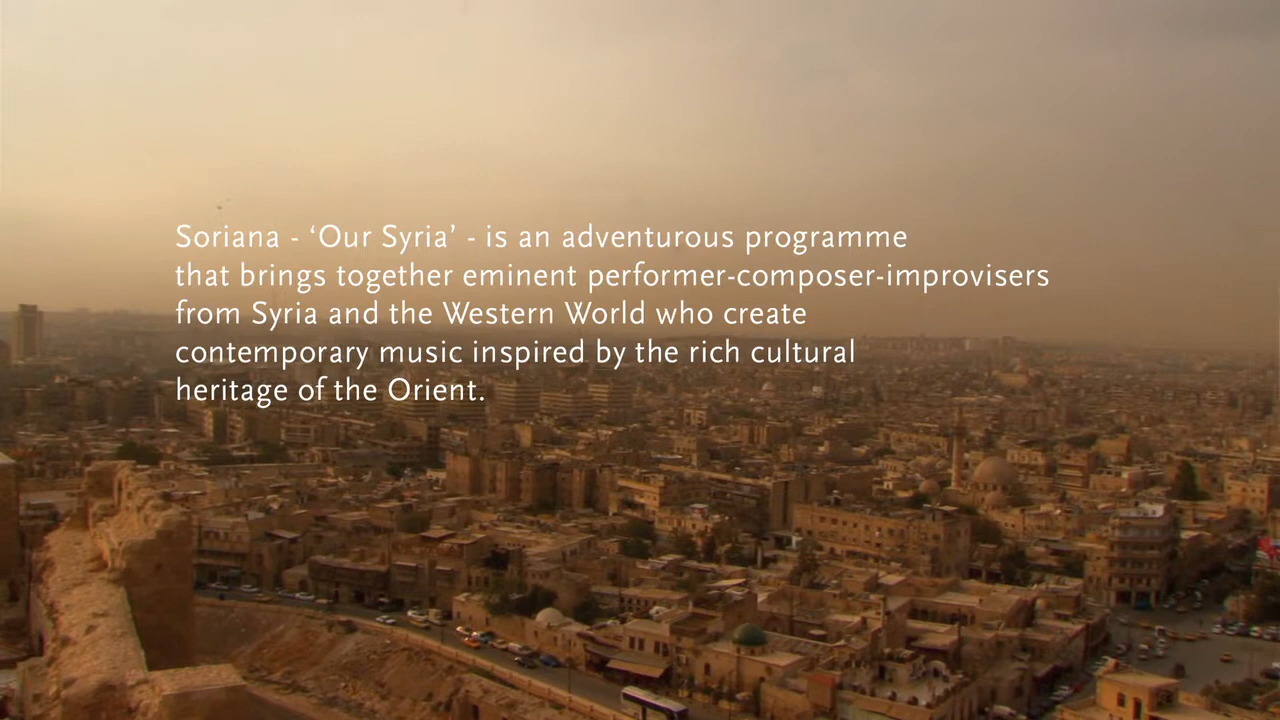 Soriana - ‘Our Syria’ - is an adventurous programme
that brings together eminent performer-composer-improvisers
from Syria and the Western World who create
contemporary music inspired by the rich cultural
heritage of the Orient.